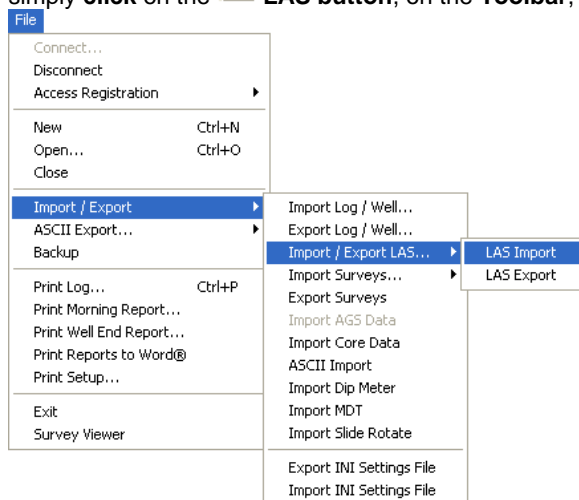 simply click on the LAS button, on the Toolbar,
File
Connect...
Disconnect
Access Registration
New Ctrl+N
Open... Ctrl+O
Close
Import / Export
ASCII Export...
Backup
Print Log... Ctrl+P
Print Morning Report...
Print Well End Report...
Print Reports to Word®
Print Setup...
Exit
Survey Viewer
Import Log / Well...
Export Log / Well...
Import / Export LAS...
Import Surveys...
Export Surveys
Import AGS Data
Import Core Data
ASCII Import
Import Dip Meter
Import MDT
Import Slide Rotate
Export INI Settings File
Import INI Settings File
LAS Import
LAS Export